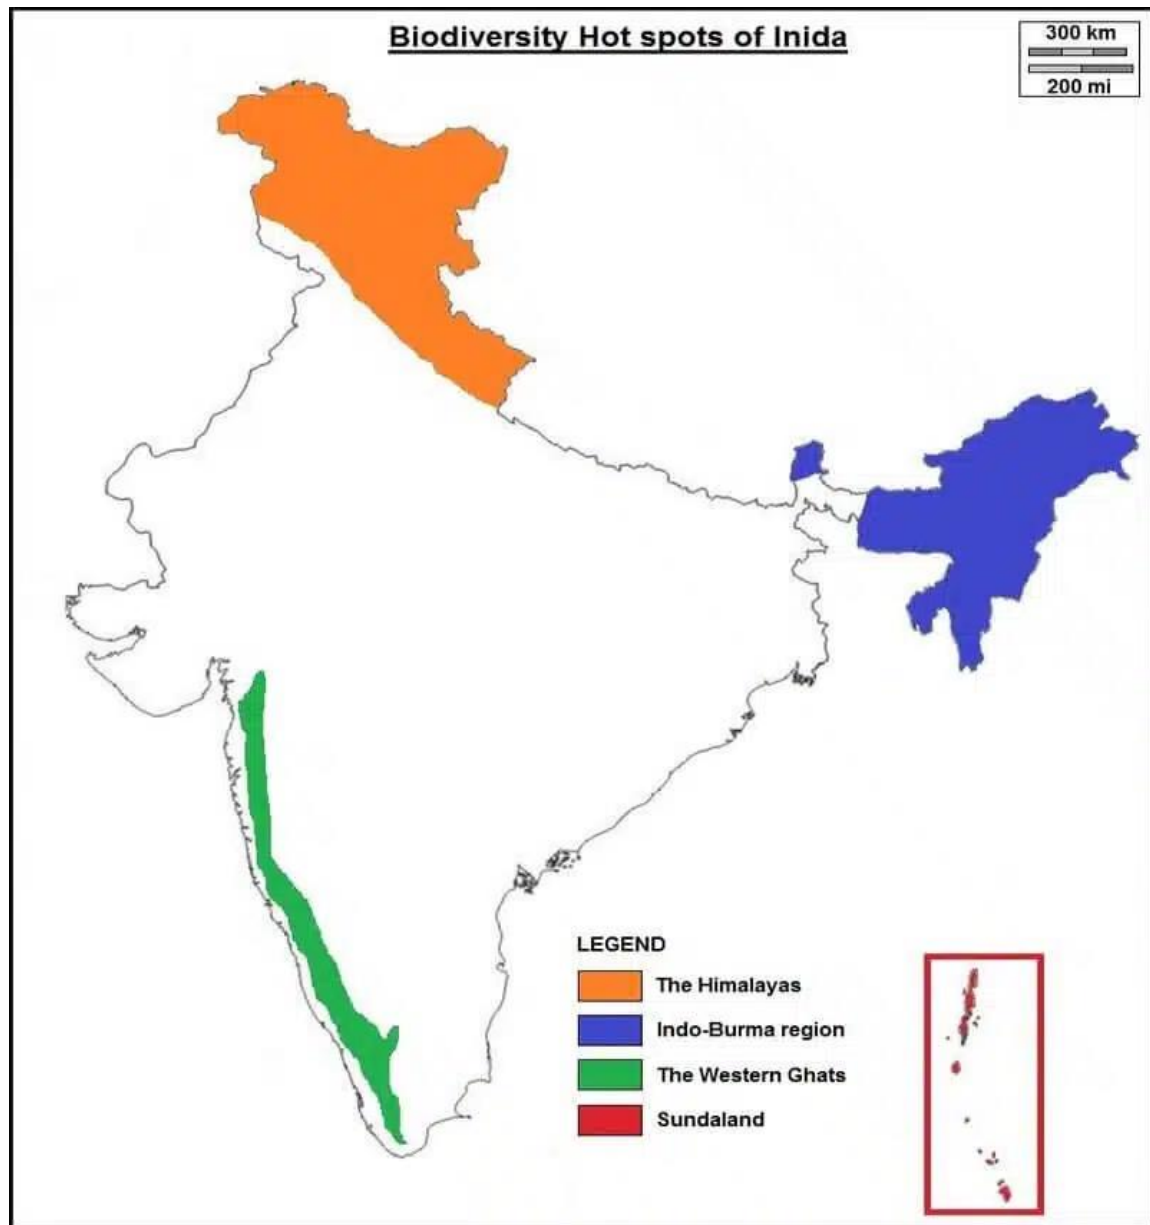 Biodiversity Hot spots of Inida
300 km
200 mi
LEGEND
The Himalayas
Indo-Burma region
The Western Ghats
Sundaland